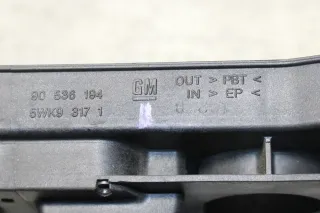 90 536 194
5WK9 317 1
GM
OUT > PBT <
IN > EP <